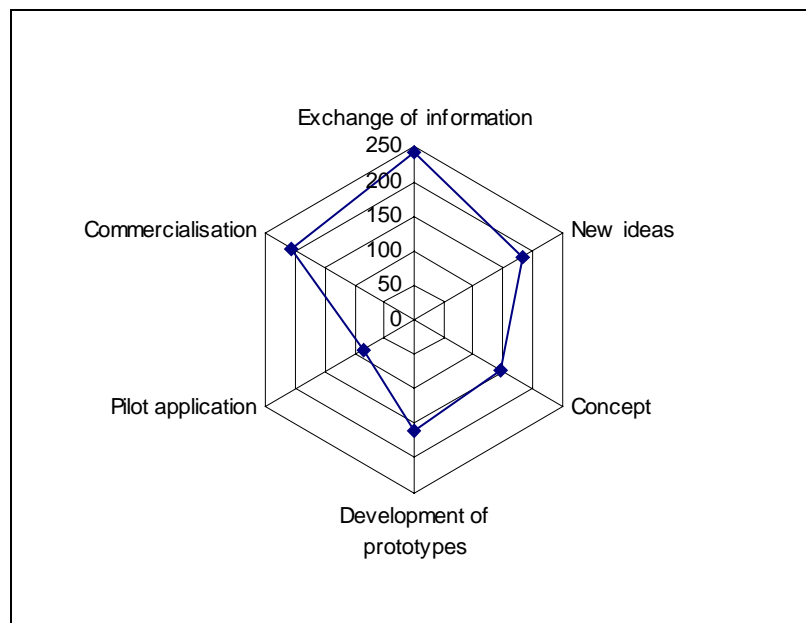 Exchange of information
250
200
150
100
50
0
Commercialisation
New ideas
Pilot application
Concept
Development of
prototypes